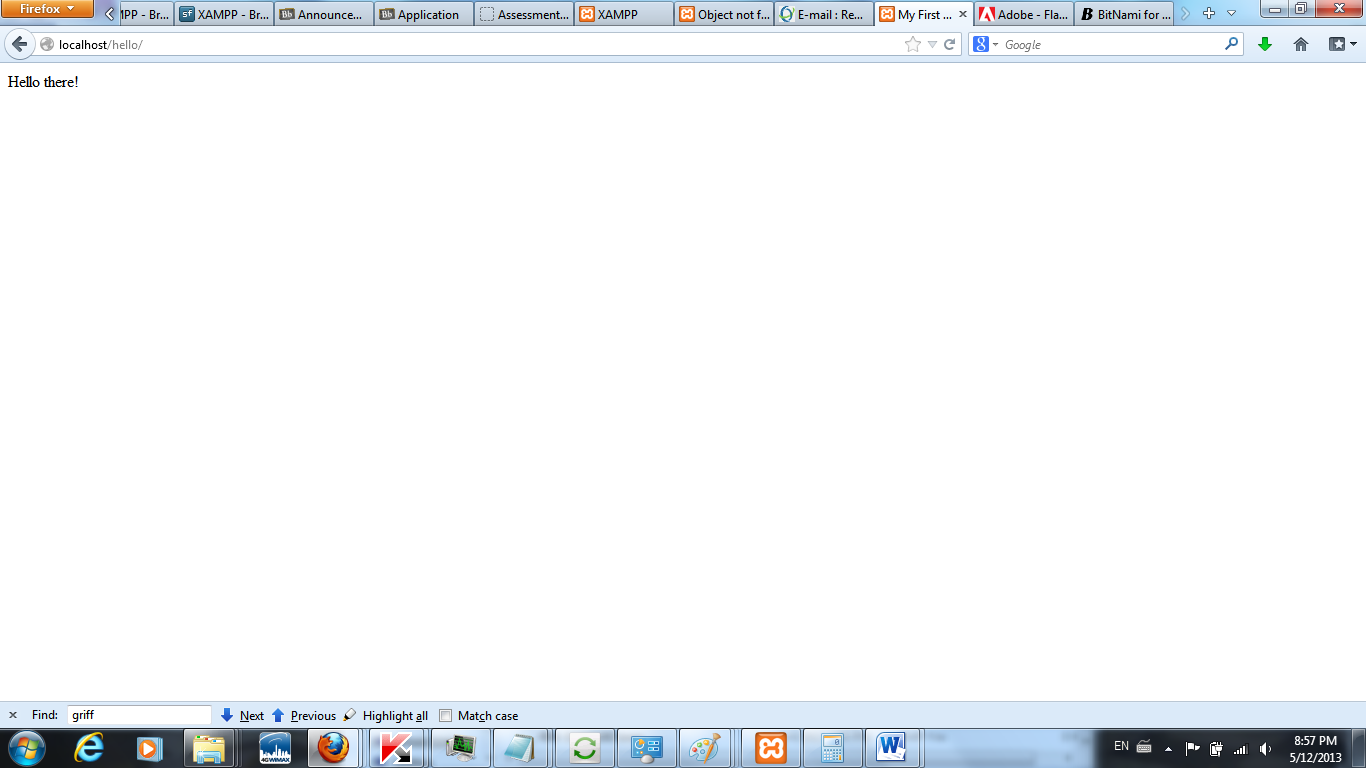 Firefox
MPP - Br...
XAMPP - Br...
Announce...
Application
Assessment...
XAMPP
Object not f...
E-mail : Re...
My First ...
Adobe - Fla...
BitNami for ...
localhost/hello/
Google
Hello there!
Find: griff Next Previous Highlight all Match case
4G WIMAX
EN
8:57 PM
5/12/2013